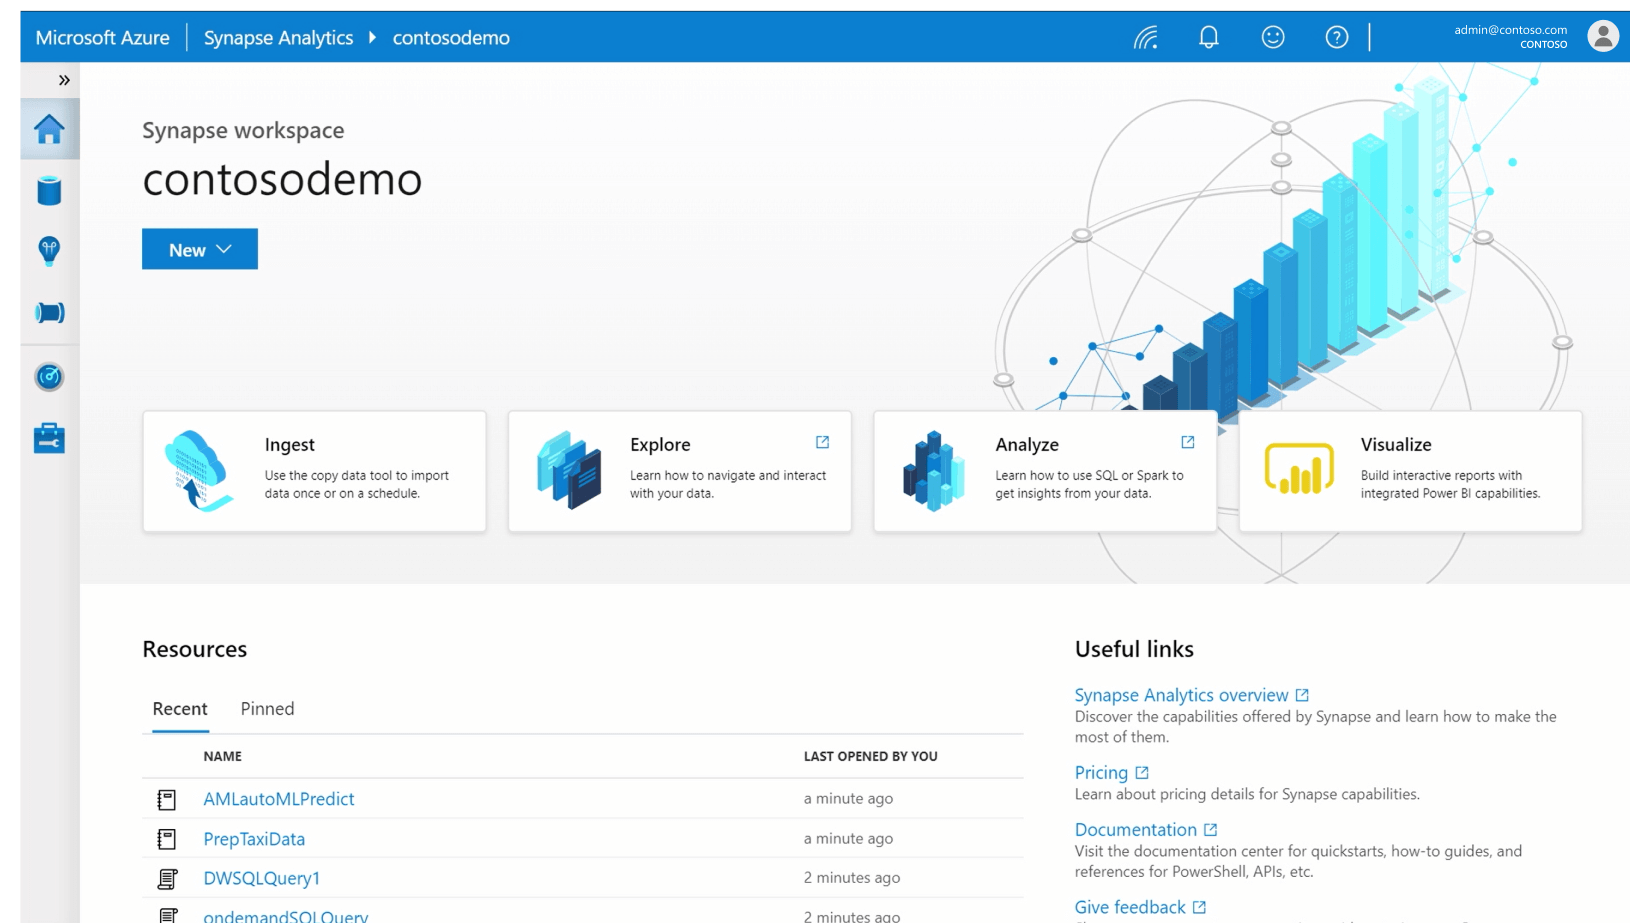 Microsoft Azure
Synapse Analytics
contosodemo
admin@contoso.com
CONTOSO
Synapse workspace
contosodemo
New
Ingest
Use the copy data tool to import
data once or on a schedule.
Explore
Learn how to navigate and interact
with your data.
Analyze
Learn how to use SQL or Spark to
get insights from your data.
Visualize
Build interactive reports with
integrated Power BI capabilities.
Resources
Recent
Pinned
NAME
LAST OPENED BY YOU
AMLautoMLPredict
a minute ago
PrepTaxiData
a minute ago
DWSQLQuery1
2 minutes ago
ondemandSQLQuery
2 minutes ago
Useful links
Synapse Analytics overview
Discover the capabilities offered by Synapse and learn how to make the
most of them.
Pricing
Learn about pricing details for Synapse capabilities.
Documentation
Visit the documentation center for quickstarts, how-to guides, and
references for PowerShell, APIs, etc.
Give feedback